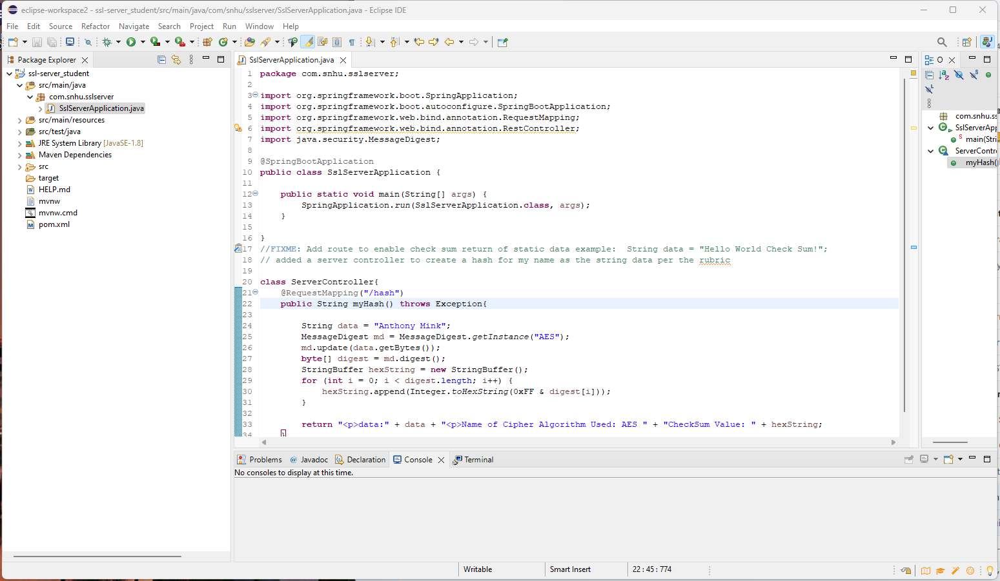 eclipse-workspace2 - ssl-server_student/src/main/java/com/snhu/sslserver/SslServerApplication.java - Eclipse IDE
File Edit Source Refactor Navigate Search Project Run Window Help
Package Explorer
ssl-server_student
src/main/java
com.snhu.sslserver
SslServerApplication.java
src/main/resources
src/test/java
JRE System Library [JavaSE-1.8]
Maven Dependencies
src
target
HELP.md
mvnw
mvnw.cmd
pom.xml
SslServerApplication.java
1 package com.snhu.sslserver;
2
3 import org.springframework.boot.SpringApplication;
4 import org.springframework.boot.autoconfigure.SpringBootApplication;
5 import org.springframework.web.bind.annotation.RequestMapping;
6 import org.springframework.web.bind.annotation.RestController;
7 import java.security.MessageDigest;
8
9 @SpringBootApplication
10 public class SslServerApplication {
11
12 public static void main(String[] args) {
13 SpringApplication.run(SslServerApplication.class, args);
14 }
15
16 }
17 //FIXME: Add route to enable check sum return of static data example:  String data = "Hello World Check Sum!";
18 // added a server controller to create a hash for my name as the string data per the rubric
19
20 class ServerController{
21 @RequestMapping("/hash")
22 public String myHash() throws Exception{
23
24 String data = "Anthony Mink";
25 MessageDigest md = MessageDigest.getInstance("AES");
26 md.update(data.getBytes());
27 byte[] digest = md.digest();
28 StringBuffer hexString = new StringBuffer();
29 for (int i = 0; i < digest.length; i++) {
30 hexString.append(Integer.toHexString(0xFF & digest[i]));
31 }
32
33 return "<p>data:" + data + "<p>Name of Cipher Algorithm Used: AES " + "CheckSum Value: " + hexString;
34 }
O
com.snhu.ss
SslServerApp
main(Stri
ServerContr
myHash(
Problems @ Javadoc Declaration Console Terminal
No consoles to display at this time.
Writable Smart Insert 22 : 45 : 774